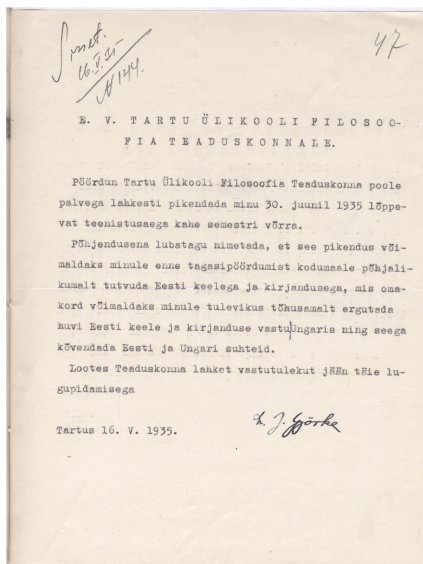 Sisset.
16.V.35
№ 144.
47
E. V. TARTU ÜLIKOOLI FILOSOO-
FIA TEADUSKONNALE.
Pöördun Tartu Ülikooli Filosoofia Teaduskonna poole
palvega lahkesti pikendada minu 30. juunil 1935 lõppe-
vat teenistusaega kahe semestri võrra.
Põhjendusena lubatagu nimetada, et see pikendus või-
maldaks minule enne tagasipöördumist kodumaale põhjali-
kumalt tutvuda Eesti keelega ja kirjandusega, mis oma-
kord võimaldaks minule tulevikus tõhusamalt ergutada
huvi Eesti keele ja kirjanduse vastu|Ungaris ning seega
kõvendada Eesti ja Ungari suhteid.
Lootes Teaduskonna lahket vastutulekut jään täie lu-
gupidamisega
J. Györke
Tartus 16. V. 1935.